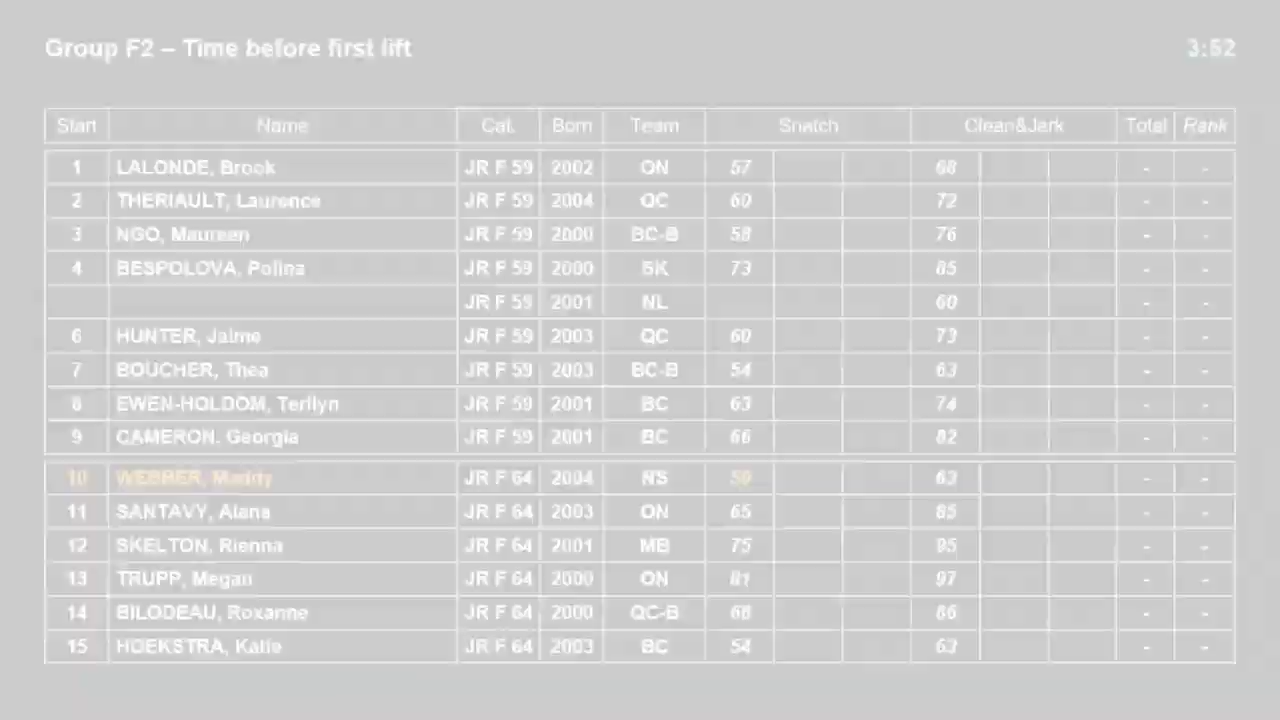 Group F2 – Time before first lift 3:52
Start Name Cat. Born Team Snatch Clean&Jerk Total Rank
1 LALONDE, Brook JR F 59 2002 ON 57 68 - -
2 THERIAULT, Laurence JR F 59 2004 QC 60 72 - -
3 NGO, Maureen JR F 59 2000 BC-B 58 76 - -
4 BESPOLOVA, Polina JR F 59 2000 SK 73 85 - -
JR F 59 2001 NL 60 - -
6 HUNTER, Jaime JR F 59 2003 QC 60 73 - -
7 BOUCHER, Thea JR F 59 2003 BC-B 54 63 - -
8 EWEN-HOLDOM, Terilyn JR F 59 2001 BC 63 74 - -
9 CAMERON, Georgia JR F 59 2001 BC 66 82 - -
10 WEBBER, Maddy JR F 64 2004 NS 63 - -
11 SANTAVY, Alana JR F 64 2003 ON 65 85 - -
12 SKELTON, Rienna JR F 64 2001 MB 75 95 - -
13 TRUPP, Megan JR F 64 2000 ON 81 97 - -
14 BILODEAU, Roxanne JR F 64 2000 QC-B 68 86 - -
15 HOEKSTRA, Katie JR F 64 2003 BC 54 63 - -